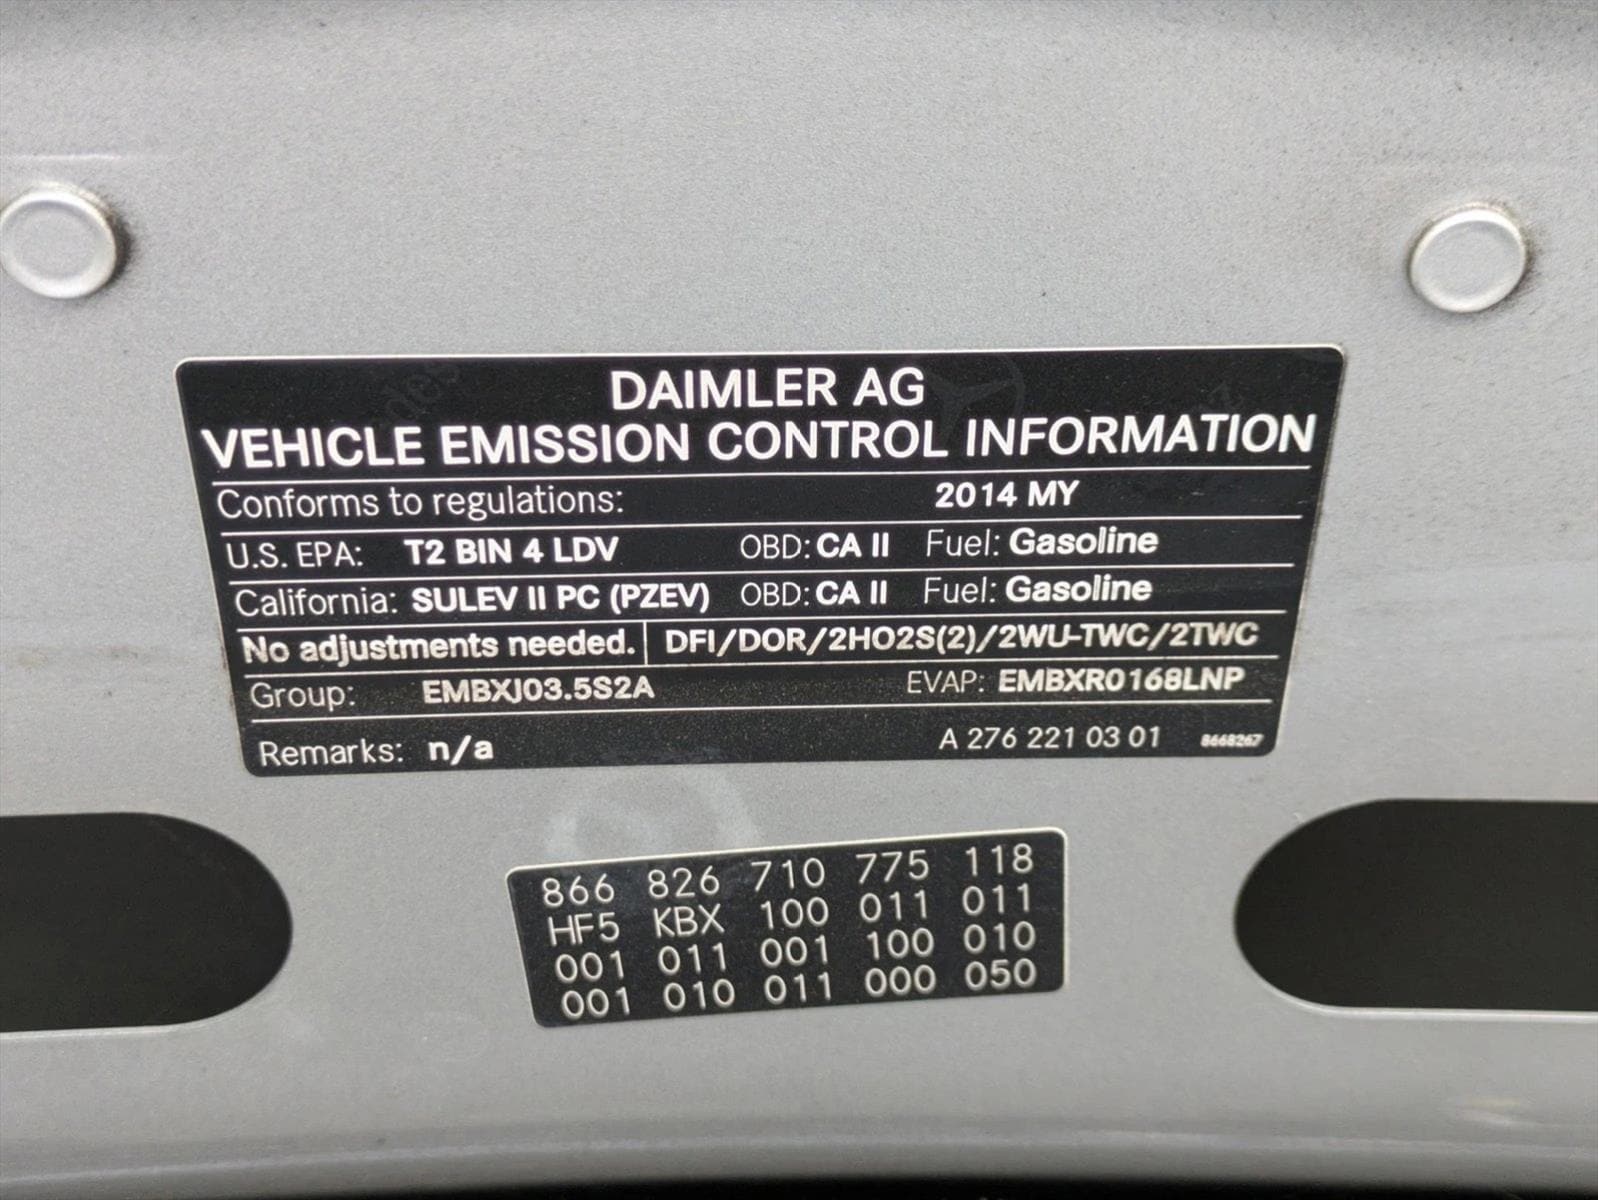 DAIMLER AG
VEHICLE EMISSION CONTROL INFORMATION
Conforms to regulations: 2014 MY
U.S. EPA: T2 BIN 4 LDV OBD: CA II Fuel: Gasoline
California: SULEV II PC (PZEV) OBD: CA II Fuel: Gasoline
No adjustments needed. DFI/DOR/2HO2S(2)/2WU-TWC/2TWC
Group: EMBXJ03.5S2A EVAP: EMBXR0168LNP
Remarks: n/a A 276 221 03 01 8668267
866 826 710 775 118
HF5 KBX 100 011 011
001 011 001 100 010
001 010 011 000 050